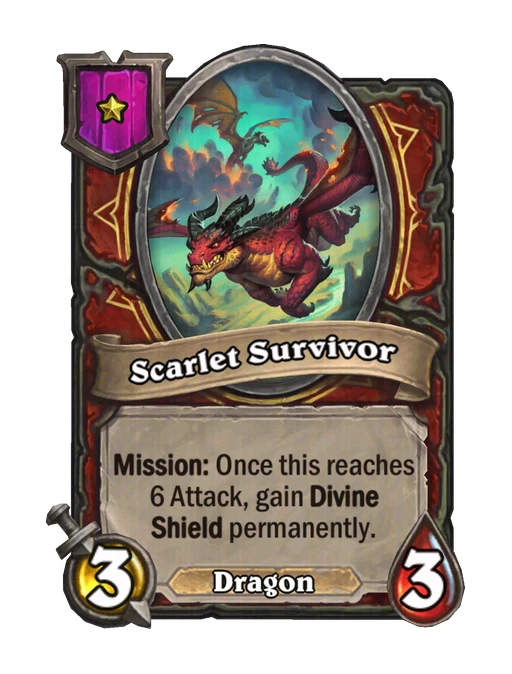 Scarlet Survivor
Mission: Once this reaches
6 Attack, gain Divine
Shield permanently.
3
Dragon
3